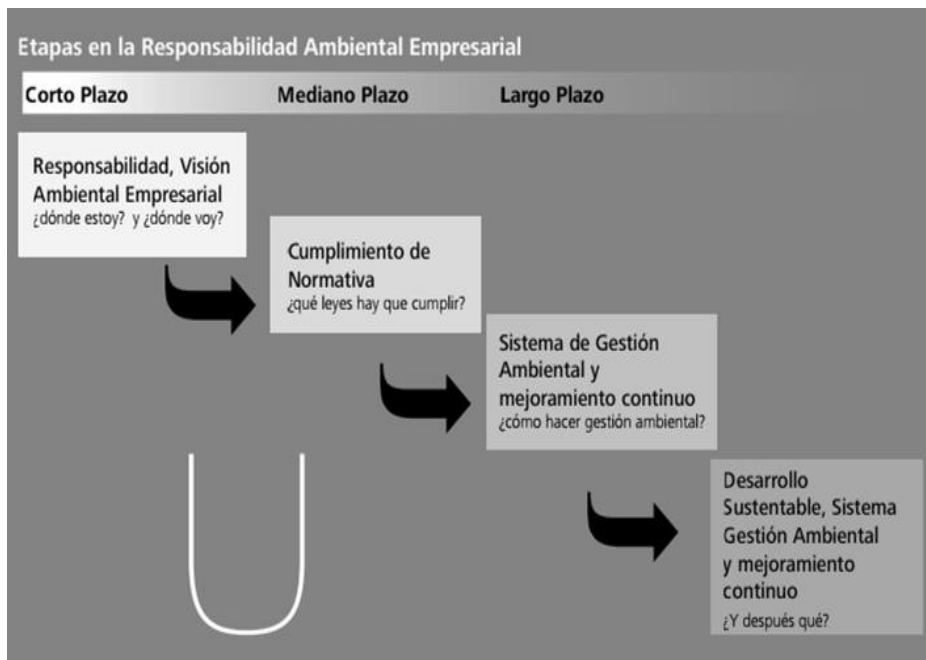 Etapas en la Responsabilidad Ambiental Empresarial
Corto Plazo
Mediano Plazo
Largo Plazo
Responsabilidad, Visión
Ambiental Empresarial
¿dónde estoy? y ¿dónde voy?
Cumplimiento de
Normativa
¿qué leyes hay que cumplir?
Sistema de Gestión
Ambiental y
mejoramiento continuo
¿cómo hacer gestión ambiental?
Desarrollo
Sustentable, Sistema
Gestión Ambiental
y mejoramiento
continuo
¿Y después qué?